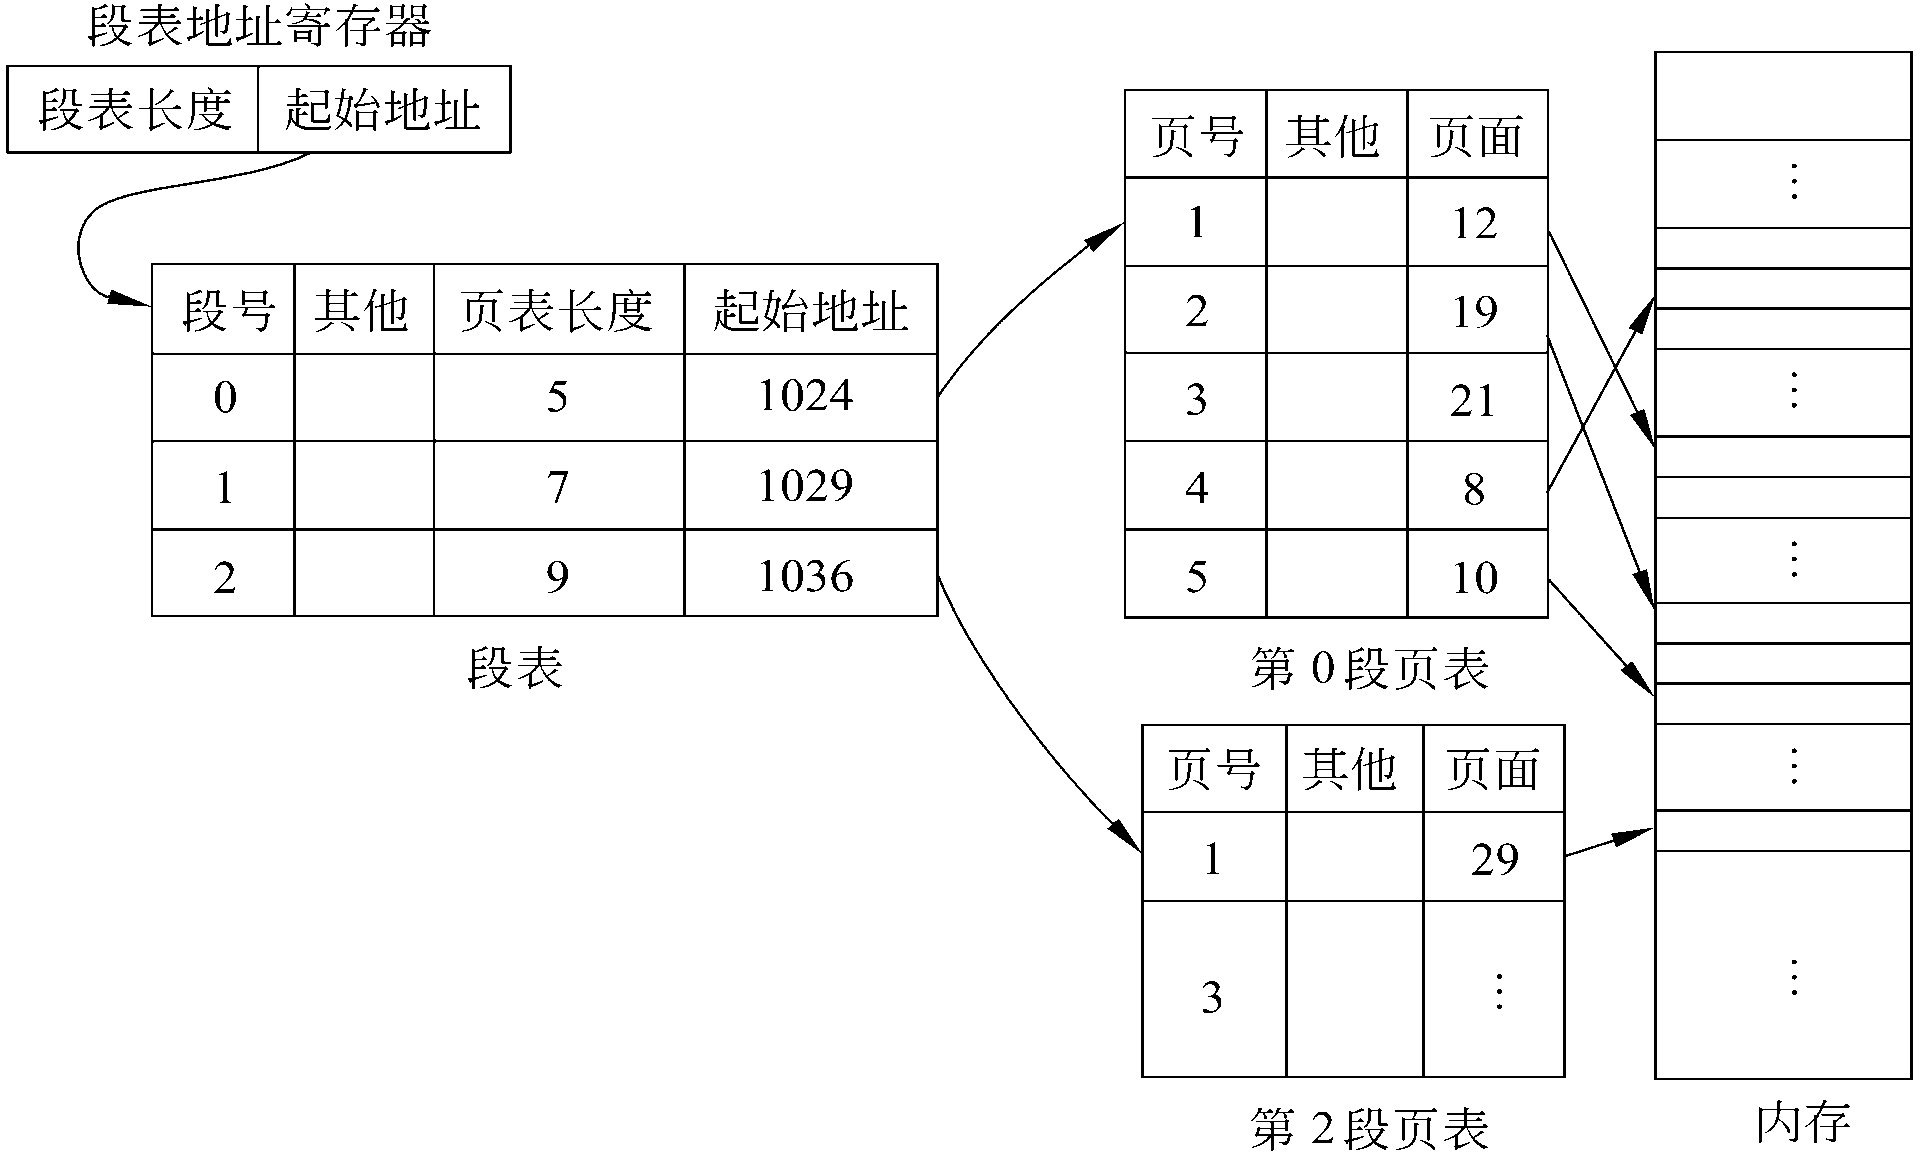 段表地址寄存器
段表长度 起始地址
段号 其他 页表长度 起始地址
0 5 1024
1 7 1029
2 9 1036
段表
页号 其他 页面
1 12
2 19
3 21
4 8
5 10
第0段页表
页号 其他 页面
1 29
3 ⋮
第2段页表
⋮
⋮
⋮
⋮
⋮
内存